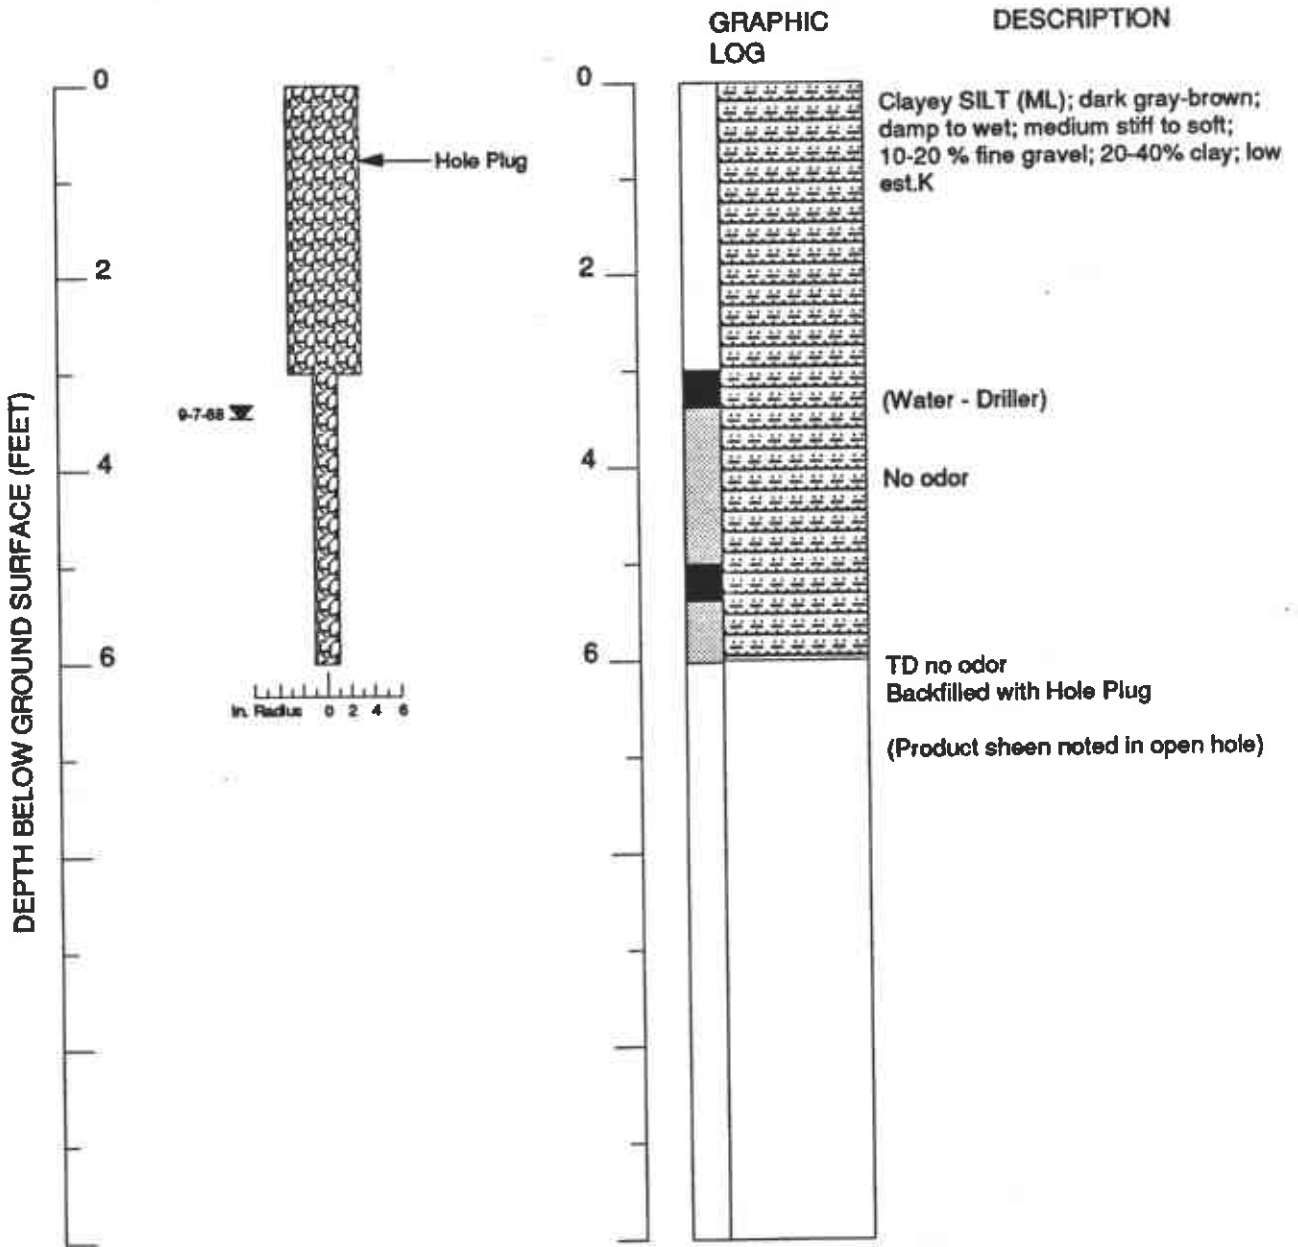 GRAPHIC
LOG
DESCRIPTION
DEPTH BELOW GROUND SURFACE (FEET)
0
2
4
6
Hole Plug
9-7-88
In. Radius 0 2 4 6
0
2
4
6
Clayey SILT (ML); dark gray-brown;
damp to wet; medium stiff to soft;
10-20 % fine gravel; 20-40% clay; low
est.K
(Water - Driller)
No odor
TD no odor
Backfilled with Hole Plug
(Product sheen noted in open hole)